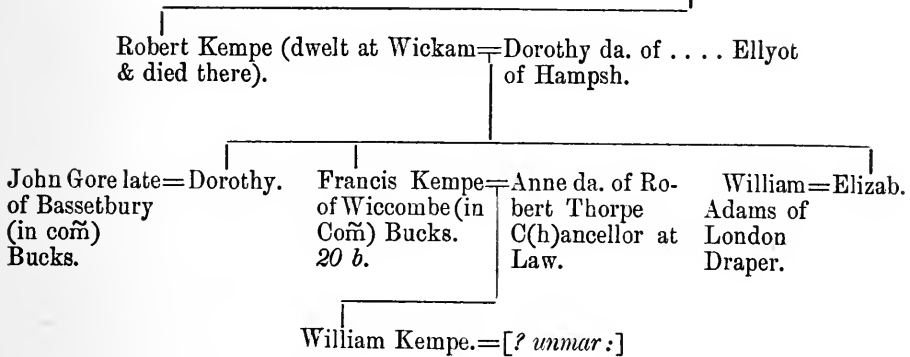 Robert Kempe (dwelt at Wickam=Dorothy da. of . . . . Ellyot
& died there). of Hampsh.
John Gore late=Dorothy.
of Bassetbury
(in com̃)
Bucks.
Francis Kempe=Anne da. of Ro-
of Wiccombe (in bert Thorpe
Com̃) Bucks. C(h)ancellor at
20 b. Law.
William=Elizab.
Adams of
London
Draper.
William Kempe.=[? unmar:]